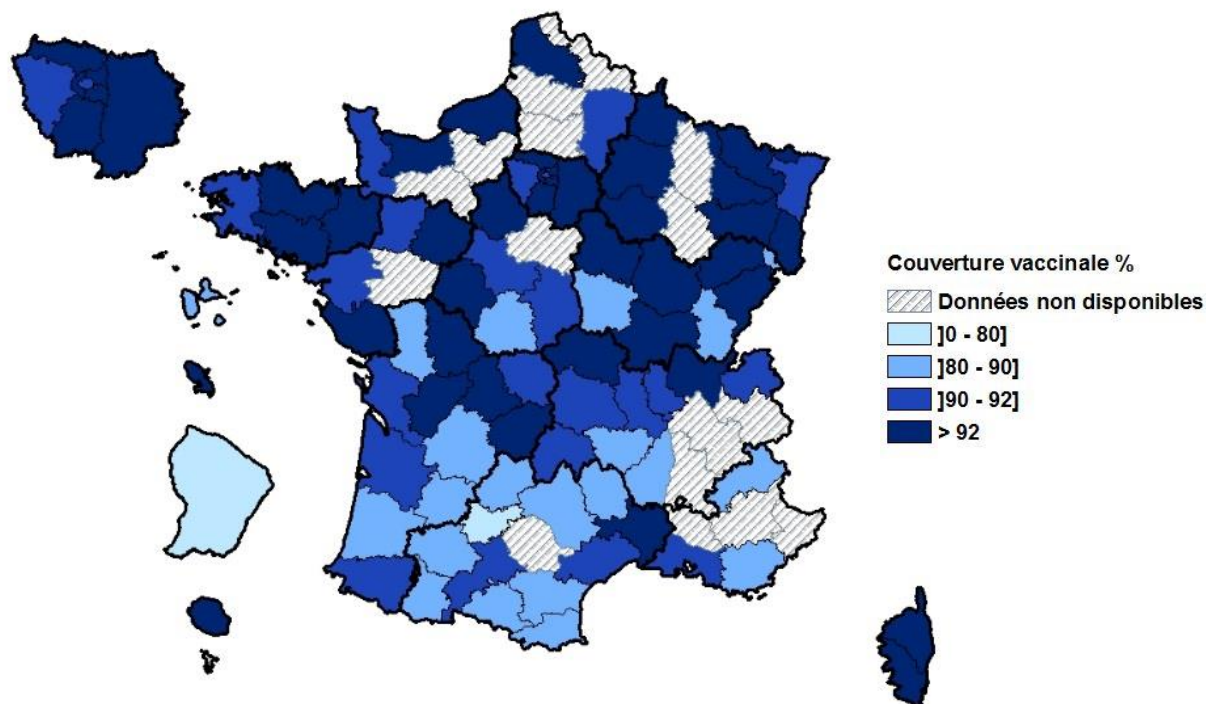 Couverture vaccinale %
Données non disponibles
]0 - 80]
]80 - 90]
]90 - 92]
> 92